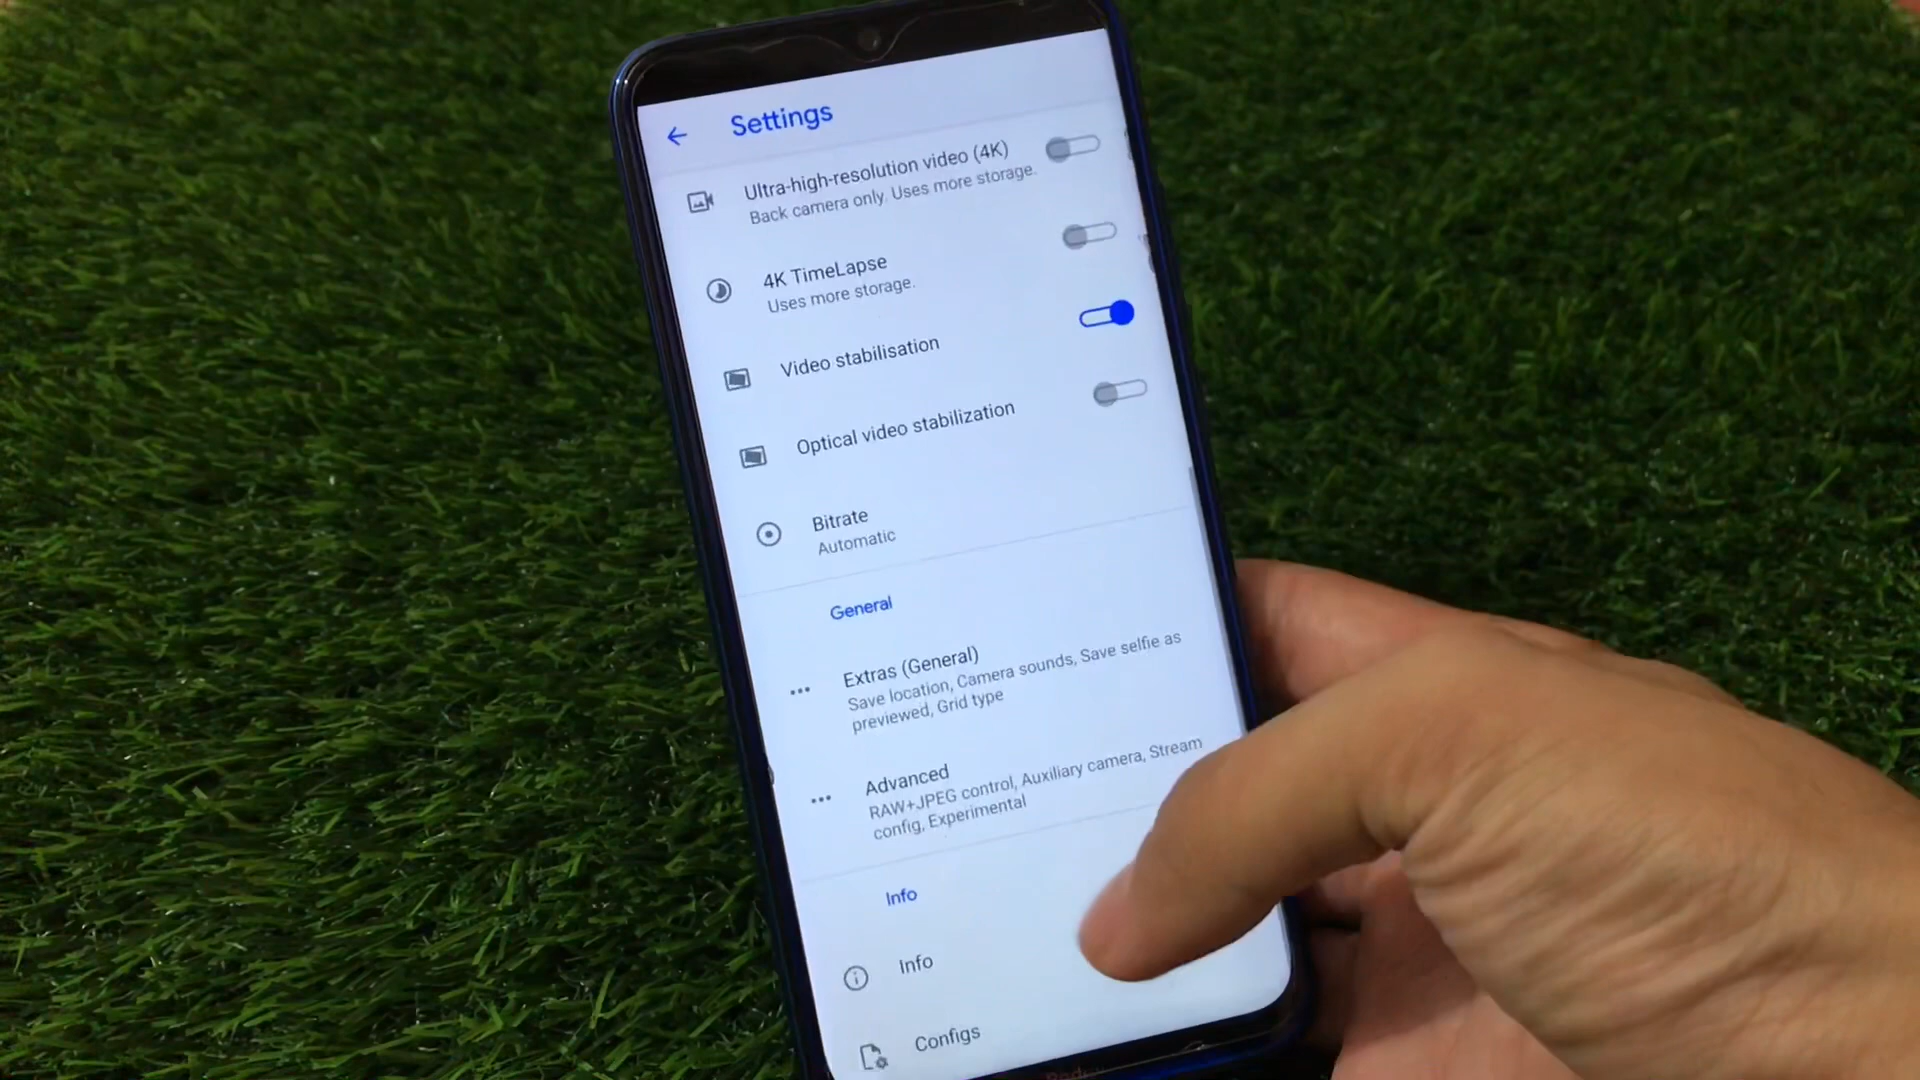 Settings
Ultra-high-resolution video (4K)
Back camera only. Uses more storage.
4K TimeLapse
Uses more storage.
Video stabilisation
Optical video stabilization
Bitrate
Automatic
General
Extras (General)
Save location, Camera sounds, Save selfie as
previewed, Grid type
Advanced
RAW+JPEG control, Auxiliary camera, Stream
config, Experimental
Info
Info
Configs